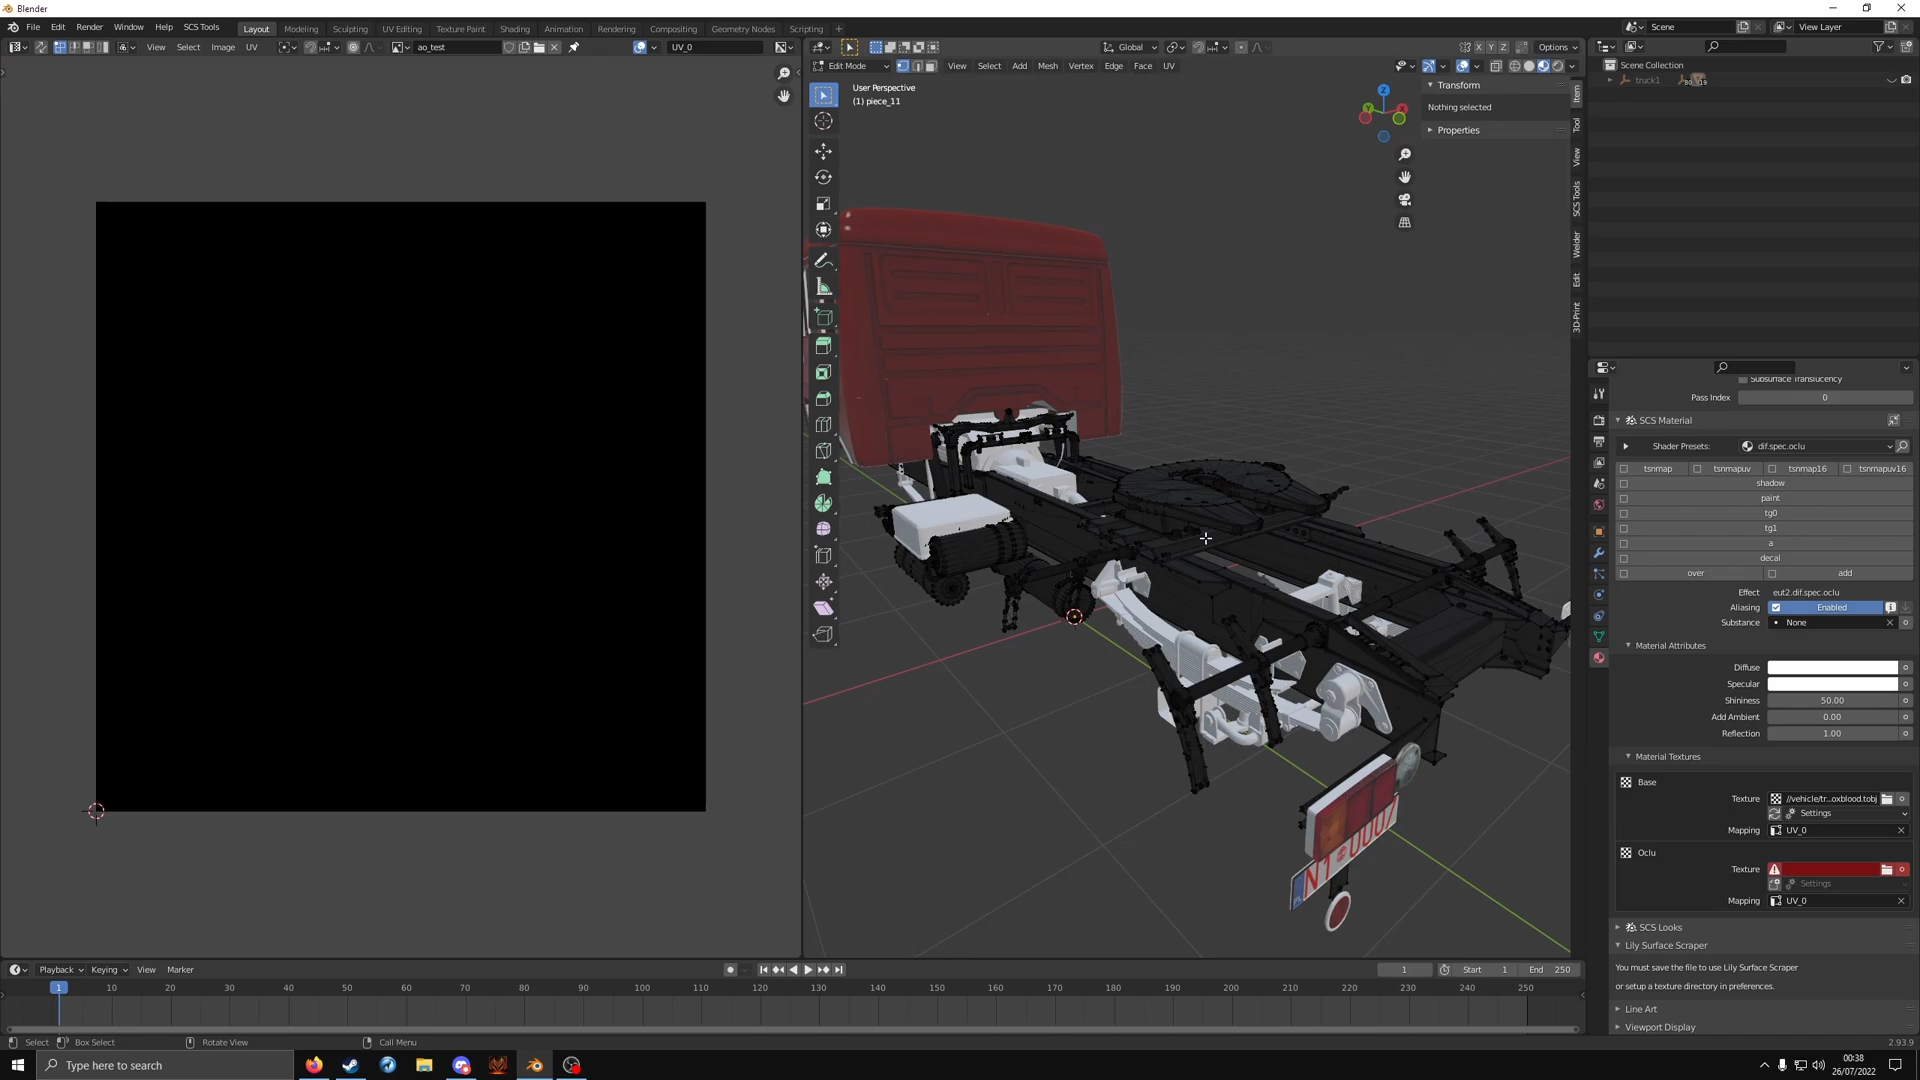 Blender
File Edit Render Window Help SCS Tools
Layout Modeling Sculpting UV Editing Texture Paint Shading Animation Rendering Compositing Geometry Nodes Scripting +
Scene View Layer
View Select Image UV ao_test UV_0
Global X Y Z Options
Edit Mode View Select Add Mesh Vertex Edge Face UV
User Perspective
(1) piece_11
Transform
Nothing selected
Properties
Item
Tool
View
SCS Tools
Welder
Edit
3D-Print
Scene Collection
truck1
Subsurface Translucency
Pass Index 0
SCS Material
Shader Presets: dif.spec.oclu
tsnmap tsnmapuv tsnmap16 tsnmapuv16
shadow
paint
tg0
tg1
a
decal
over add
Effect eut2.dif.spec.oclu
Aliasing Enabled
Substance None
Material Attributes
Diffuse
Specular
Shininess 50.00
Add Ambient 0.00
Reflection 1.00
Material Textures
Base
Texture //vehicle/tr...oxblood.tobj
Settings
Mapping UV_0
Oclu
Texture
Settings
Mapping UV_0
SCS Looks
Lily Surface Scraper
You must save the file to use Lily Surface Scraper
or setup a texture directory in preferences.
Line Art
Viewport Display
Playback Keying View Marker 1 Start 1 End 250
1 10 20 30 40 50 60 70 80 90 100 110 120 130 140 150 160 170 180 190 200 210 220 230 240 250
Select Box Select Rotate View Call Menu 2.93.9
Type here to search
00:38
26/07/2022